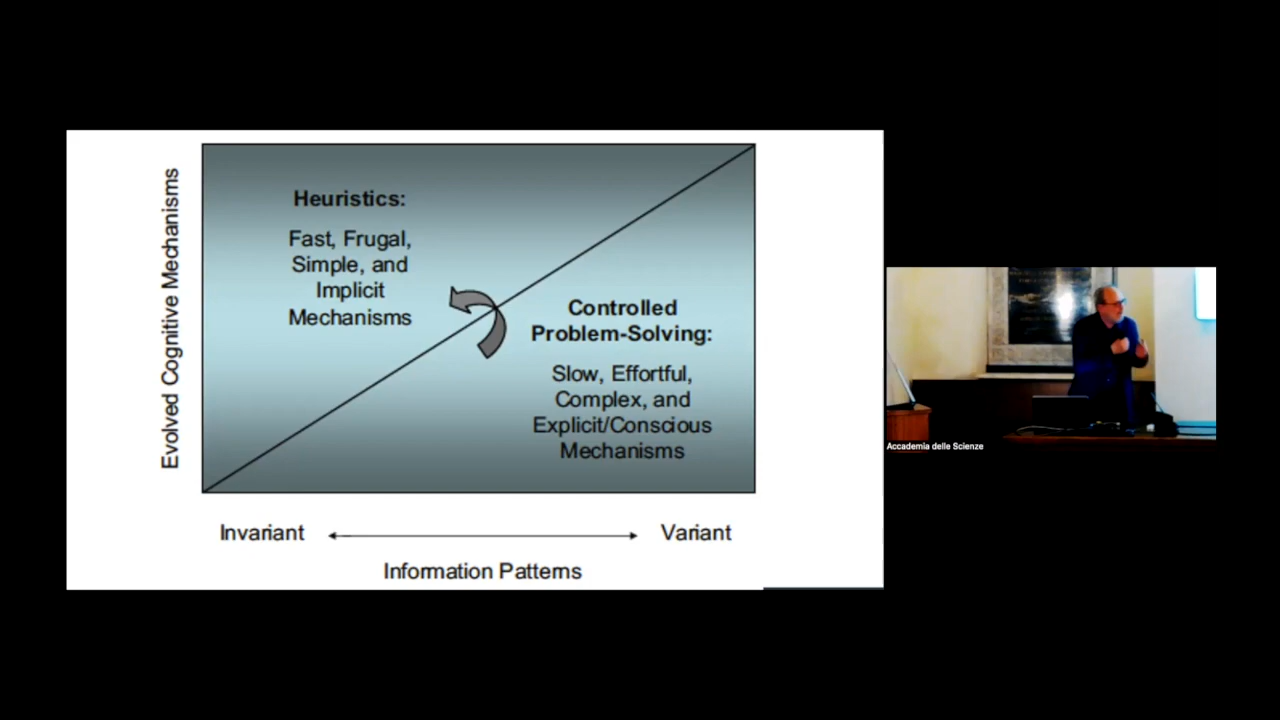 Evolved Cognitive Mechanisms
Heuristics:
Fast, Frugal,
Simple, and
Implicit
Mechanisms
Controlled
Problem-Solving:
Slow, Effortful,
Complex, and
Explicit/Conscious
Mechanisms
Invariant
Variant
Information Patterns
Accademia delle Scienze